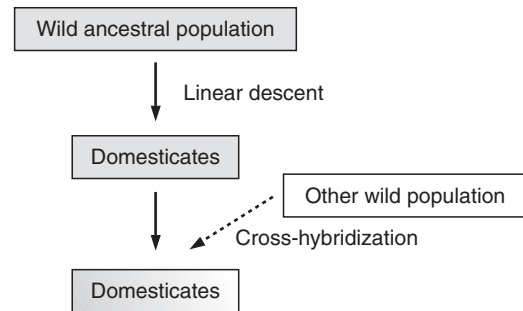 Wild ancestral population
Linear descent
Domesticates
Other wild population
Cross-hybridization
Domesticates